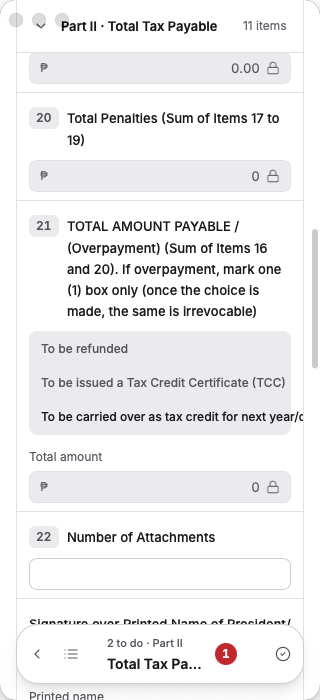 Part II · Total Tax Payable 11 items
₱ 0.00
20 Total Penalties (Sum of Items 17 to
19)
₱ 0
21 TOTAL AMOUNT PAYABLE /
(Overpayment) (Sum of Items 16
and 20). If overpayment, mark one
(1) box only (once the choice is
made, the same is irrevocable)
To be refunded
To be issued a Tax Credit Certificate (TCC)
To be carried over as tax credit for next year/
Total amount
₱ 0
22 Number of Attachments
Signature over Printed Name of President/
2 to do · Part II
Total Tax Pa...
1
Printed name